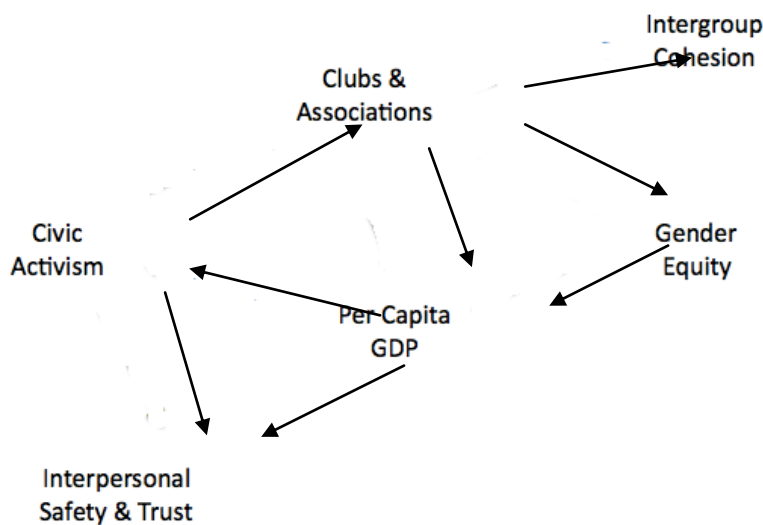 Intergroup
Cohesion
Clubs &
Associations
Civic
Activism
Gender
Equity
Per Capita
GDP
Interpersonal
Safety & Trust